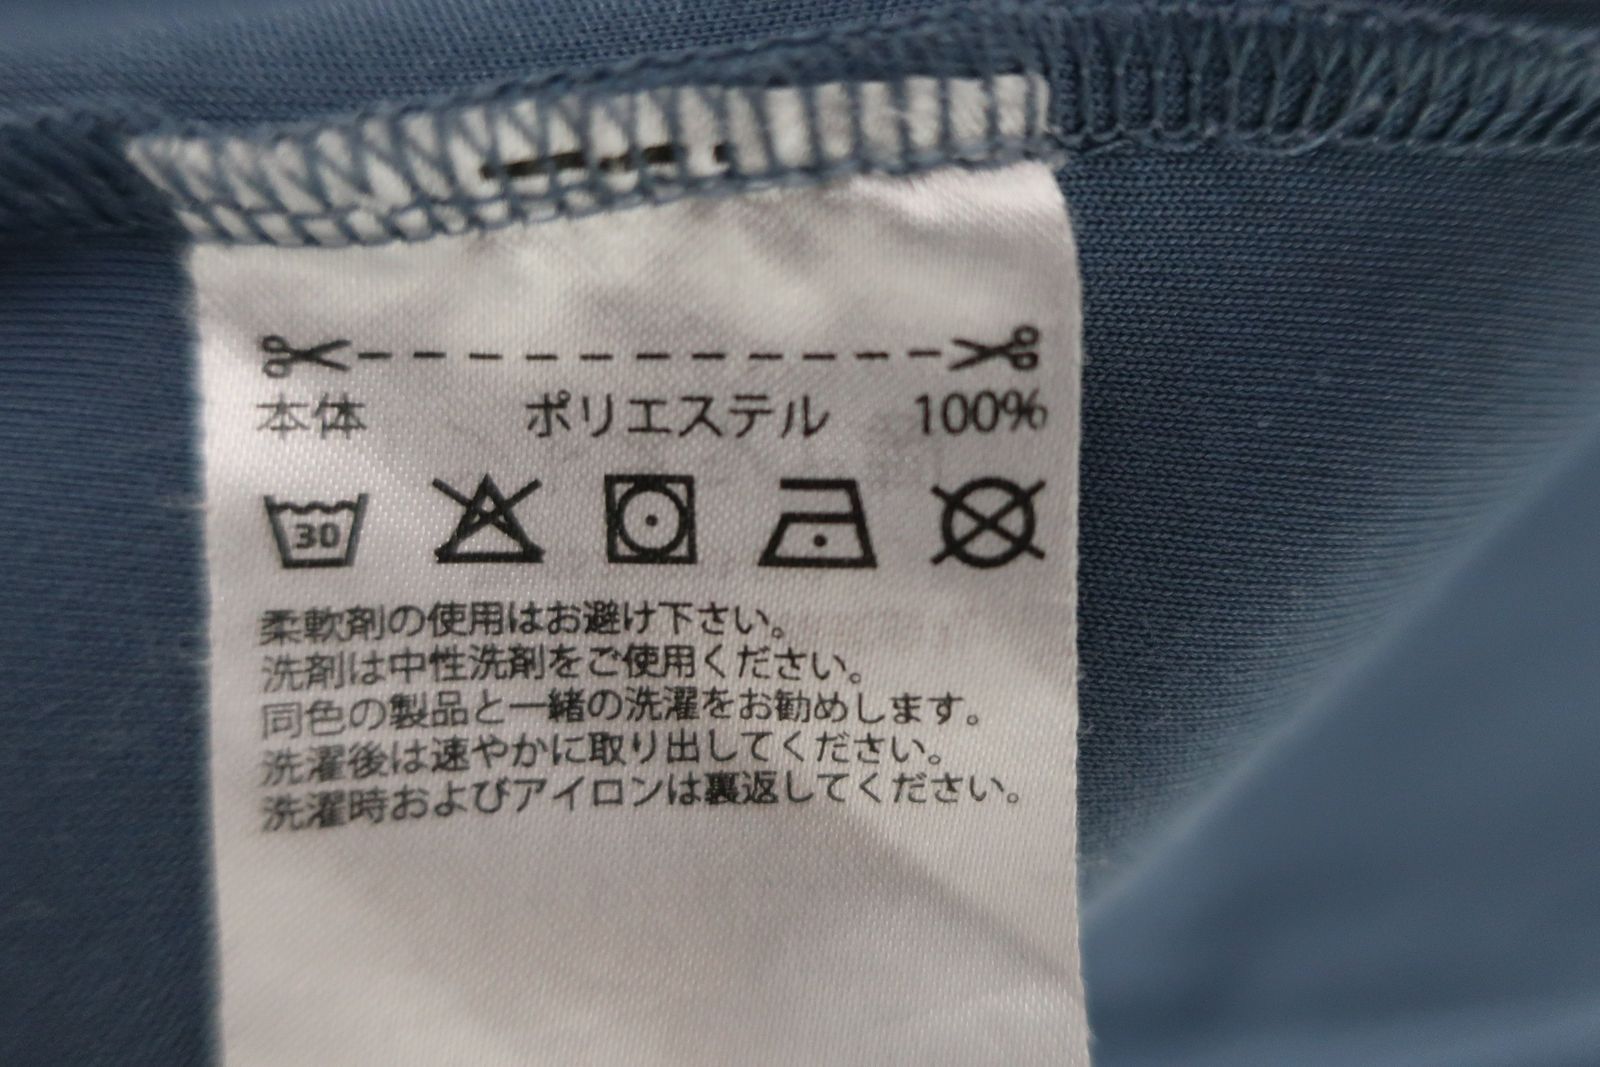 本体 ポリエステル 100%
30
柔軟剤の使用はお避け下さい。
洗剤は中性洗剤をご使用ください。
同色の製品と一緒の洗濯をお勧めします。
洗濯後は速やかに取り出してください。
洗濯時およびアイロンは裏返してください。